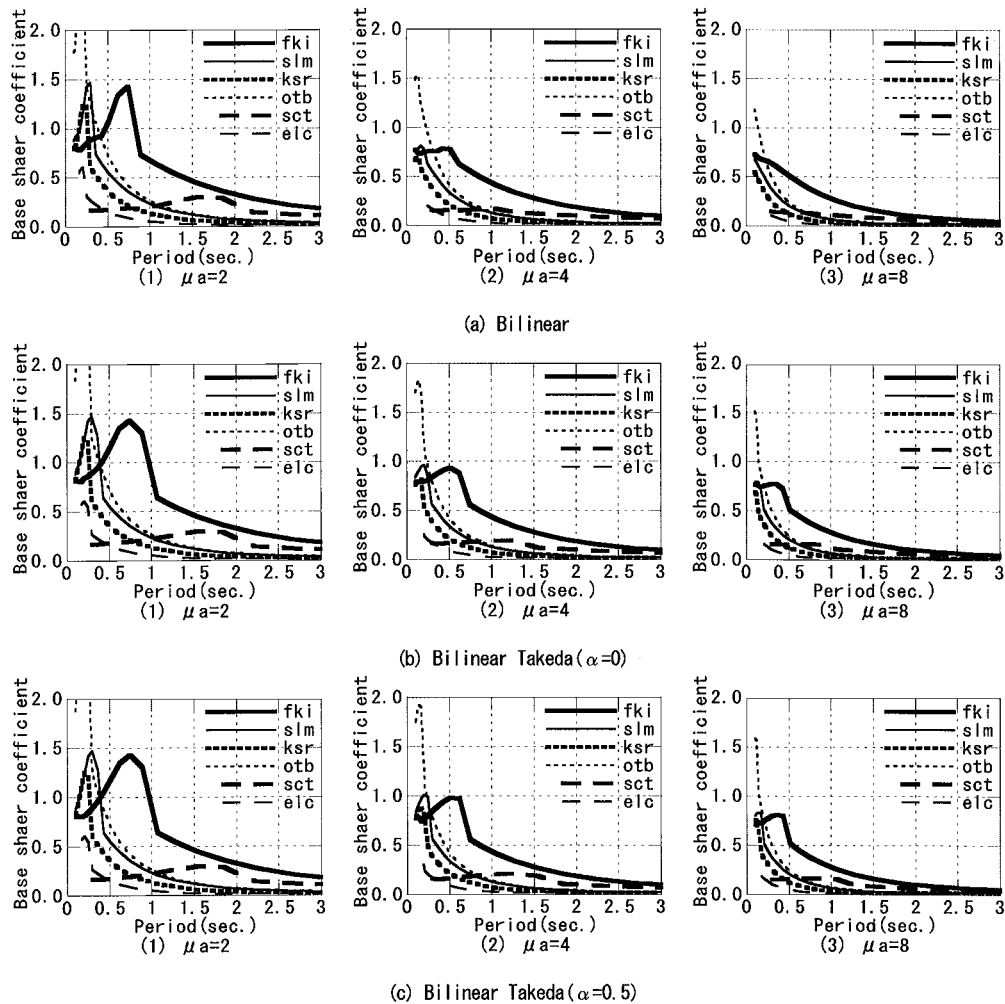 Base shaer coefficient
2.0
1.5
1.0
0.5
0.0
fki
slm
ksr
otb
sct
elc
0 0.5 1 1.5 2 2.5 3
Period(sec.)
(1) μa=2
Base shaer coefficient
2.0
1.5
1.0
0.5
0
fki
slm
ksr
otb
sct
elc
0 0.5 1 1.5 2 2.5 3
Period(sec.)
(2) μa=4
Base shaer coefficient
2.0
1.5
1.0
0.5
0
fki
slm
ksr
otb
sct
elc
0 0.5 1 1.5 2 2.5 3
Period(sec.)
(3) μa=8
(a) Bilinear
Base shaer coefficient
2.0
1.5
1.0
0.5
0.0
fki
slm
ksr
otb
sct
elc
0 0.5 1 1.5 2 2.5 3
Period(sec.)
(1) μa=2
Base shaer coefficient
2.0
1.5
1.0
0.5
0
fki
slm
ksr
otb
sct
elc
0 0.5 1 1.5 2 2.5 3
Period(sec.)
(2) μa=4
Base shaer coefficient
2.0
1.5
1.0
0.5
0
fki
slm
ksr
otb
sct
elc
0 0.5 1 1.5 2 2.5 3
Period(sec.)
(3) μa=8
(b) Bilinear Takeda(α=0)
Base shaer coefficient
2.0
1.5
1.0
0.5
0.0
fki
slm
ksr
otb
sct
elc
0 0.5 1 1.5 2 2.5 3
Period(sec.)
(1) μa=2
Base shaer coefficient
2.0
1.5
1.0
0.5
0
fki
slm
ksr
otb
sct
elc
0 0.5 1 1.5 2 2.5 3
Period(sec.)
(2) μa=4
Base shaer coefficient
2.0
1.5
1.0
0.5
0
fki
slm
ksr
otb
sct
elc
0 0.5 1 1.5 2 2.5 3
Period(sec.)
(3) μa=8
(c) Bilinear Takeda(α=0.5)